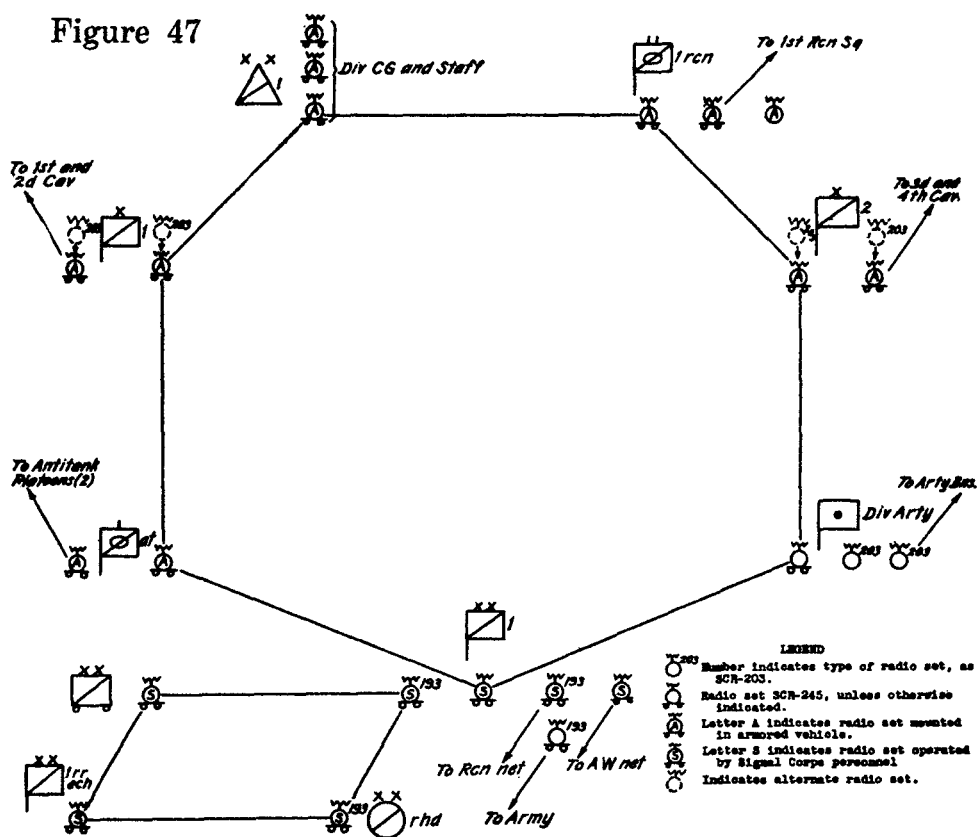 Figure 47
X X
1
A
A
A
Div CG and Staff
1 rcn
To 1st Rcn Sq
A
A
A
To 1st and
2d Cav
X
1
203
A
A
X
2
203
To 3d and
4th Cav.
A
A
To Antitank
Platoons (2)
at
A
A
Div Arty
To Arty Bns.
203
203
X X
1
X X
S
S 193
S
S 193
S
193
To Rcn net
To AW net
To Army
X X
1 rr.
ech
S
S 193
X X
rhd
LEGEND
203
Number indicates type of radio set, as
SCR-203.
Radio set SCR-245, unless otherwise
indicated.
A
Letter A indicates radio set mounted
in armored vehicle.
S
Letter S indicates radio set operated
by Signal Corps personnel
Indicates alternate radio set.